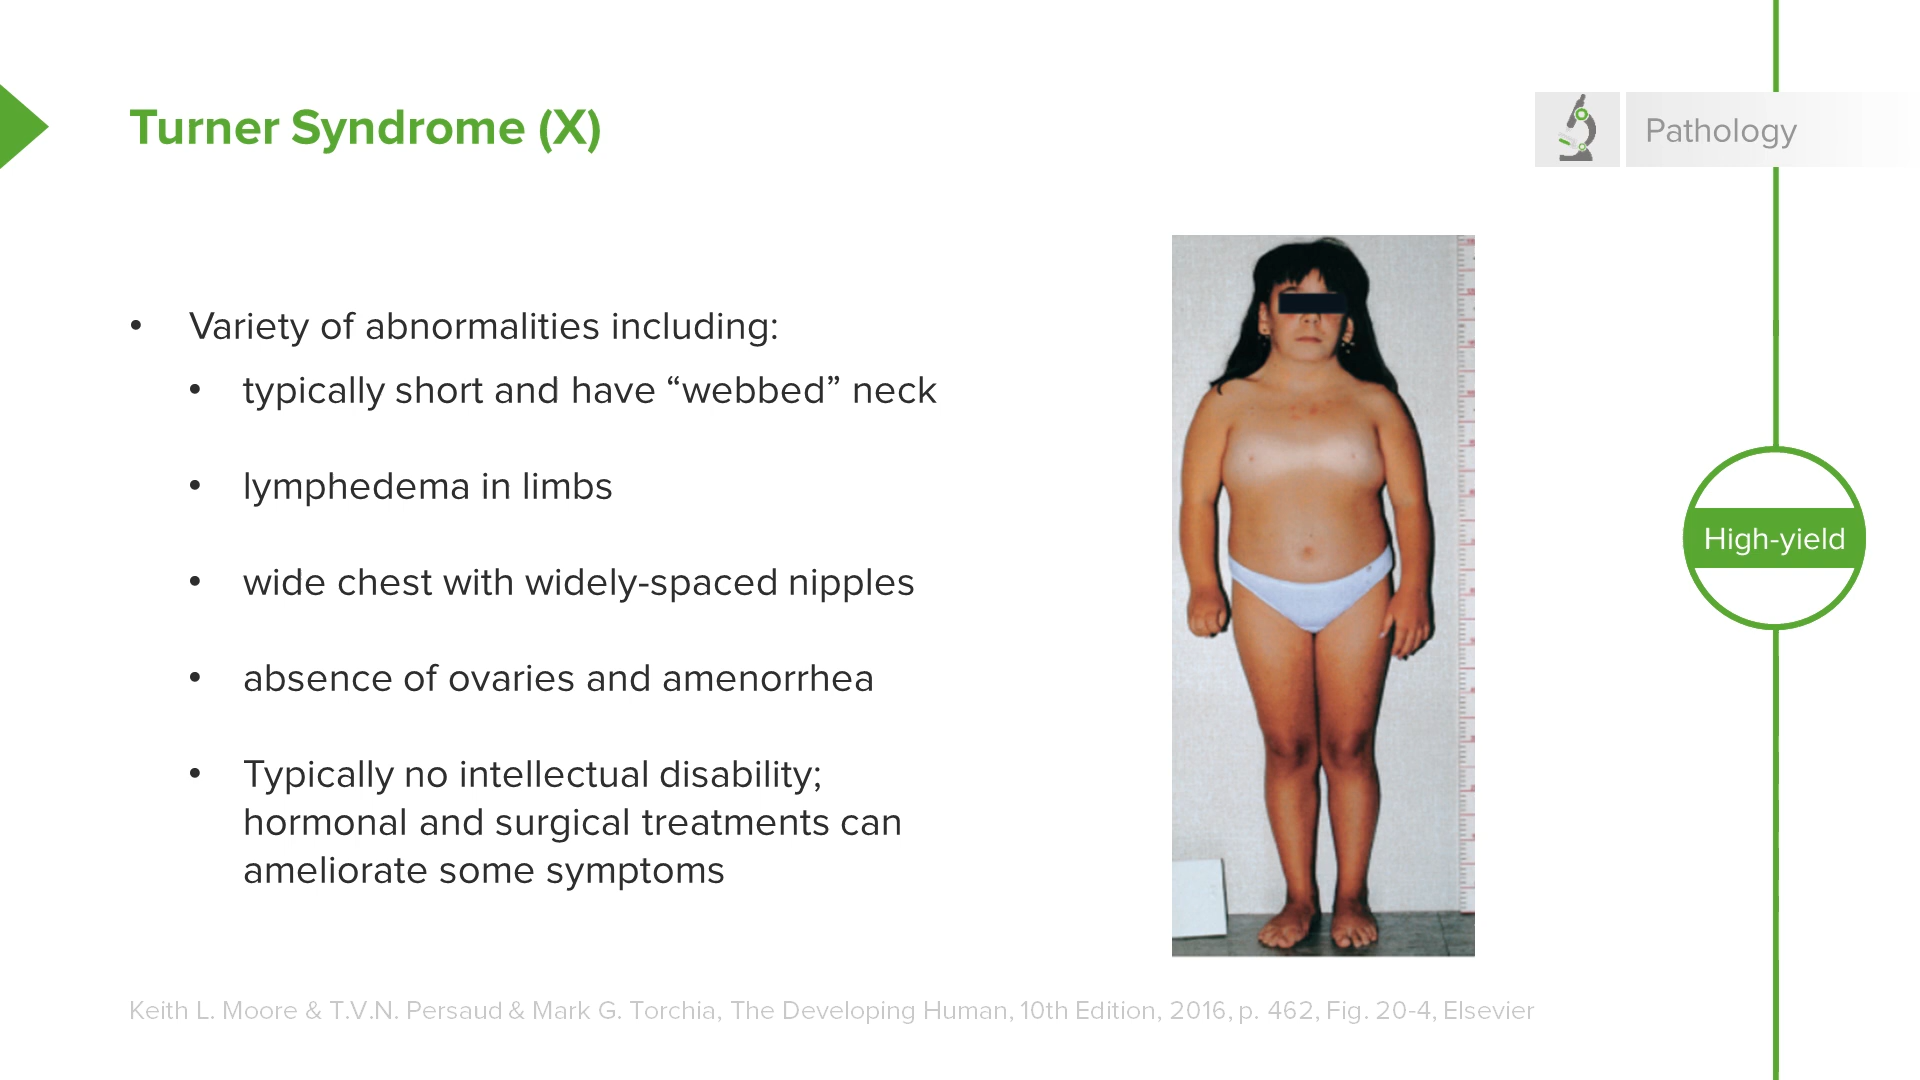 Turner Syndrome (X)
Pathology
• Variety of abnormalities including:
• typically short and have “webbed” neck
• lymphedema in limbs
• wide chest with widely-spaced nipples
• absence of ovaries and amenorrhea
• Typically no intellectual disability;
hormonal and surgical treatments can
ameliorate some symptoms
High-yield
Keith L. Moore & T.V.N. Persaud & Mark G. Torchia, The Developing Human, 10th Edition, 2016, p. 462, Fig. 20-4, Elsevier